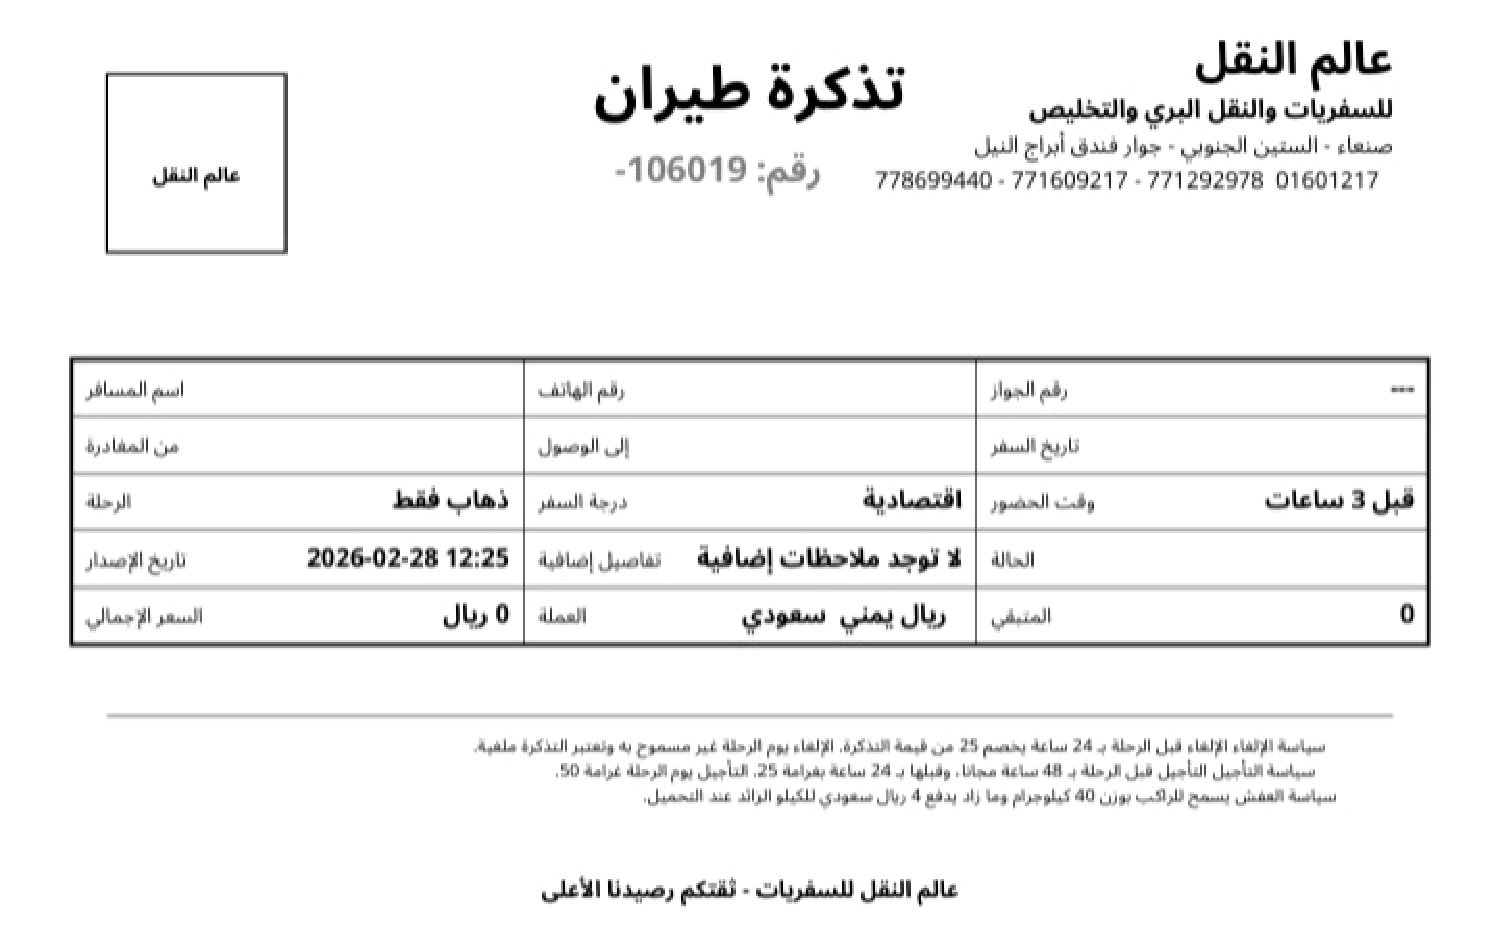 عالم النقل
للسفريات والنقل البري والتخليص
صنعاء - الستين الجنوبي - جوار فندق أبراج النيل
778699440 - 771609217 - 771292978 01601217
تذكرة طيران
رقم: 106019-
عالم النقل
اسم المسافر رقم الهاتف رقم الجواز ---
من المغادرة إلى الوصول تاريخ السفر
الرحلة ذهاب فقط درجة السفر اقتصادية وقت الحضور قبل 3 ساعات
تاريخ الإصدار 2026-02-28 12:25 تفاصيل إضافية لا توجد ملاحظات إضافية الحالة
السعر الإجمالي 0 ريال العملة ريال يمني سعودي المتبقي 0
سياسة الإلغاء الإلغاء قبل الرحلة بـ 24 ساعة يخصم 25 من قيمة التذكرة. الإلغاء يوم الرحلة غير مسموح به وتعتبر التذكرة ملغية.
سياسة التأجيل التأجيل قبل الرحلة بـ 48 ساعة مجانا، وقبلها بـ 24 ساعة بغرامة 25. التأجيل يوم الرحلة غرامة 50.
سياسة العفش يسمح للراكب بوزن 40 كيلوجرام وما زاد يدفع 4 ريال سعودي للكيلو الزائد عند التحميل.
عالم النقل للسفريات - ثقتكم رصيدنا الأعلى